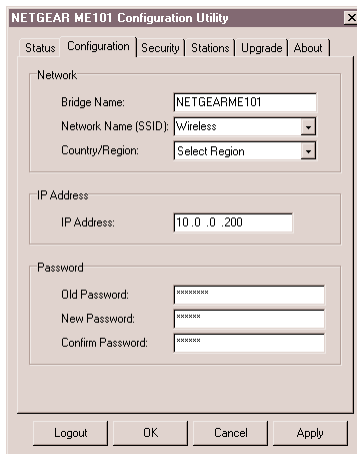 NETGEAR ME101 Configuration Utility
Status Configuration Security Stations Upgrade About
Network
Bridge Name: NETGEARME101
Network Name (SSID): Wireless
Country/Region: Select Region
IP Address
IP Address: 10 .0 .0 .200
Password
Old Password: ********
New Password: ******
Confirm Password: ******
Logout OK Cancel Apply